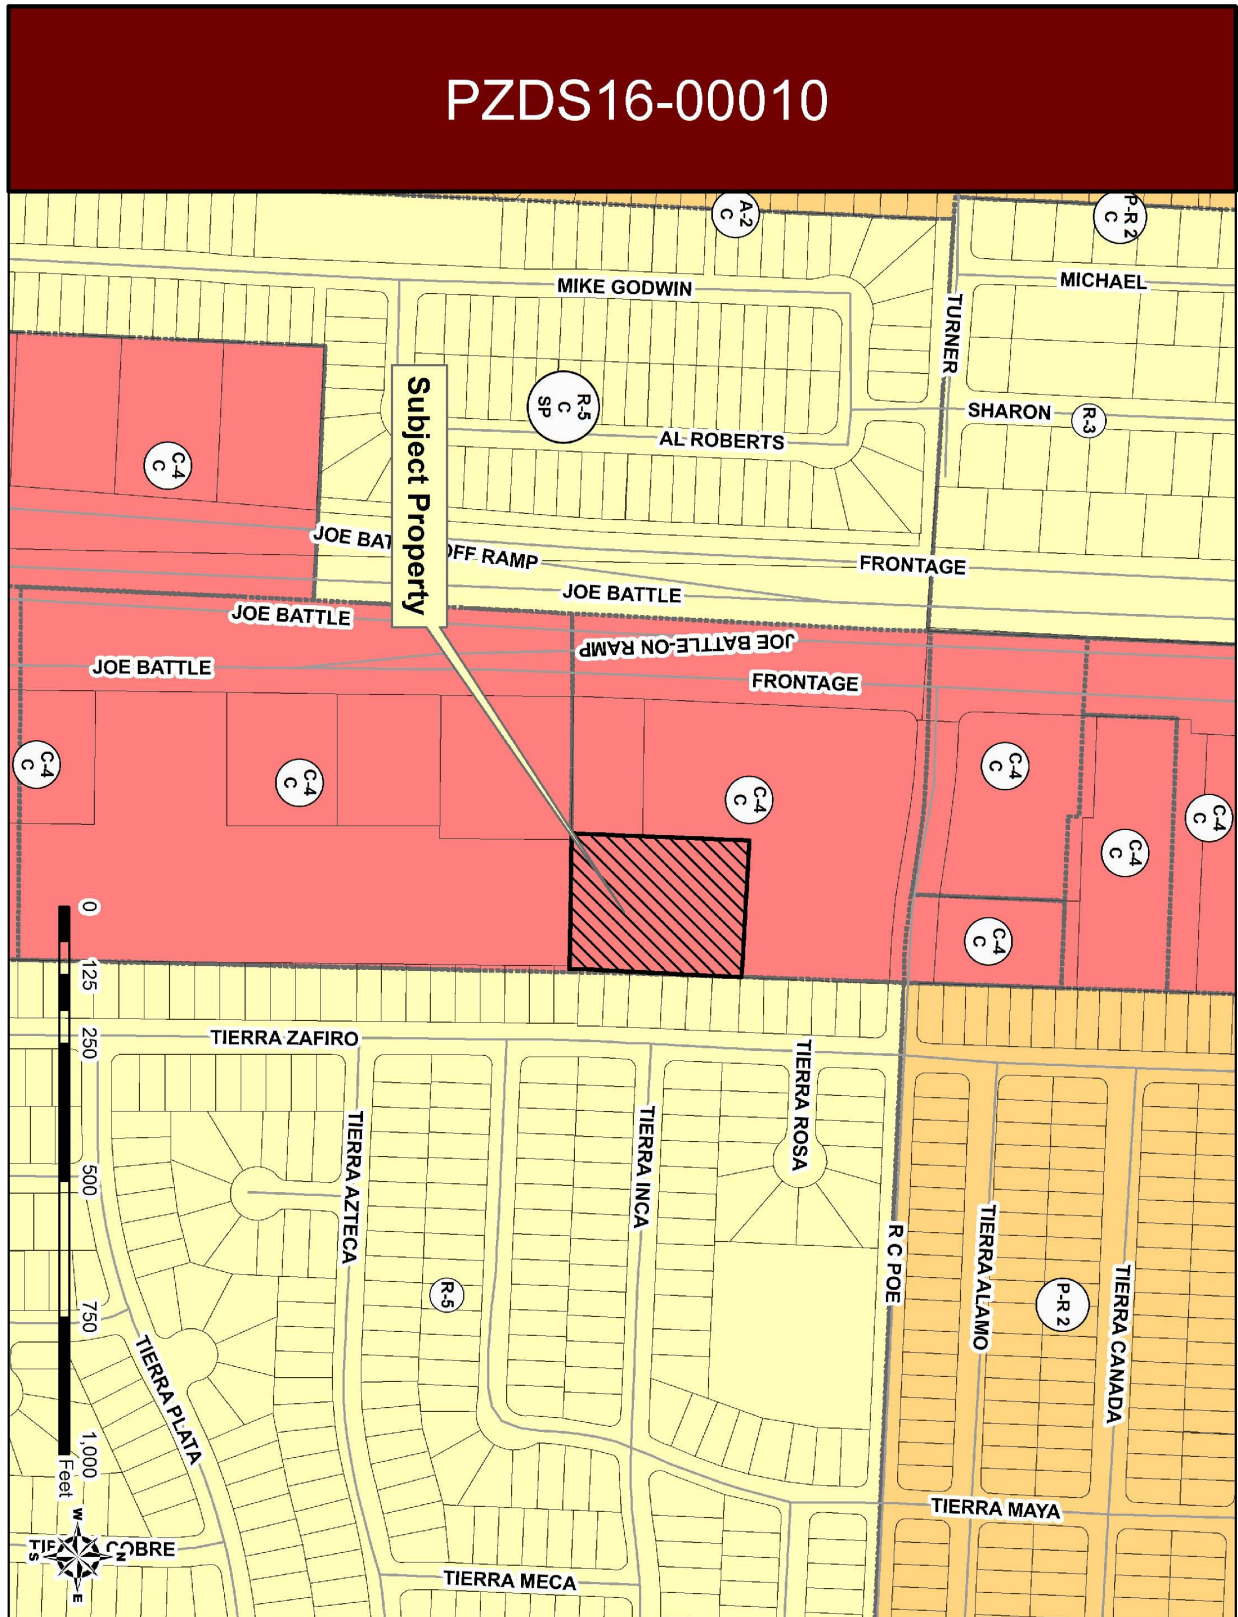 PZDS16-00010
A-2
C
P-R 2
C
MIKE GODWIN
MICHAEL
TURNER
SHARON
R-3
R-5
C
SP
AL ROBERTS
Subject Property
C-4
C
JOE BAT
OFF RAMP
FRONTAGE
JOE BATTLE
JOE BATTLE
JOE BATTLE-ON RAMP
JOE BATTLE
FRONTAGE
C-4
C
C-4
C
C-4
C
C-4
C
C-4
C
C-4
C
C-4
C
0
125
250
500
750
1,000
Feet
TIERRA ZAFIRO
TIERRA ROSA
TIERRA AZTECA
TIERRA INCA
R C POE
TIERRA ALAMO
P-R 2
TIERRA CANADA
R-5
TIERRA PLATA
TIERRA MAYA
COBRE
TIERRA MECA
W
N
S
E